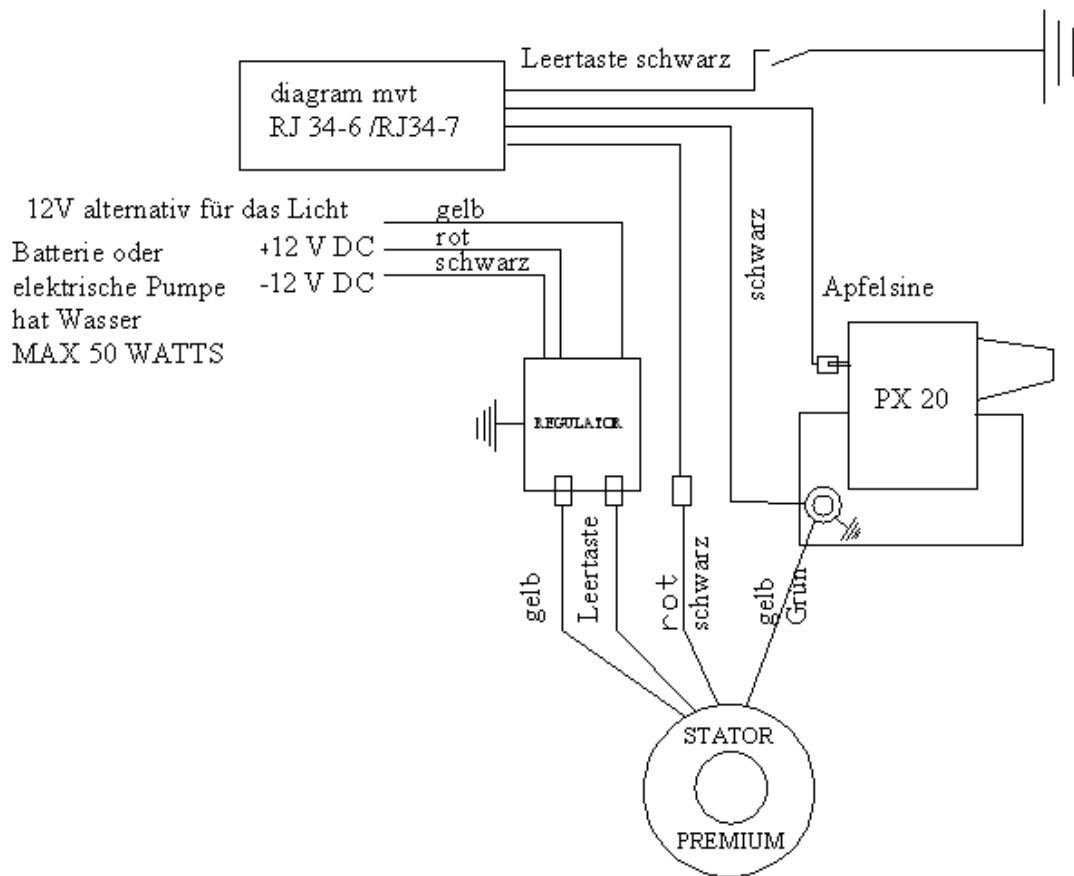 Leertaste schwarz
diagram mvt
RJ 34-6 /RJ34-7
12V alternativ für das Licht
gelb
Batterie oder
+12 V DC
rot
elektrische Pumpe
-12 V DC
schwarz
hat Wasser
MAX 50 WATTS
schwarz
Apfelsine
PX 20
REGULATOR
gelb
Leertaste
rot
schwarz
gelb
Grun
STATOR
PREMIUM